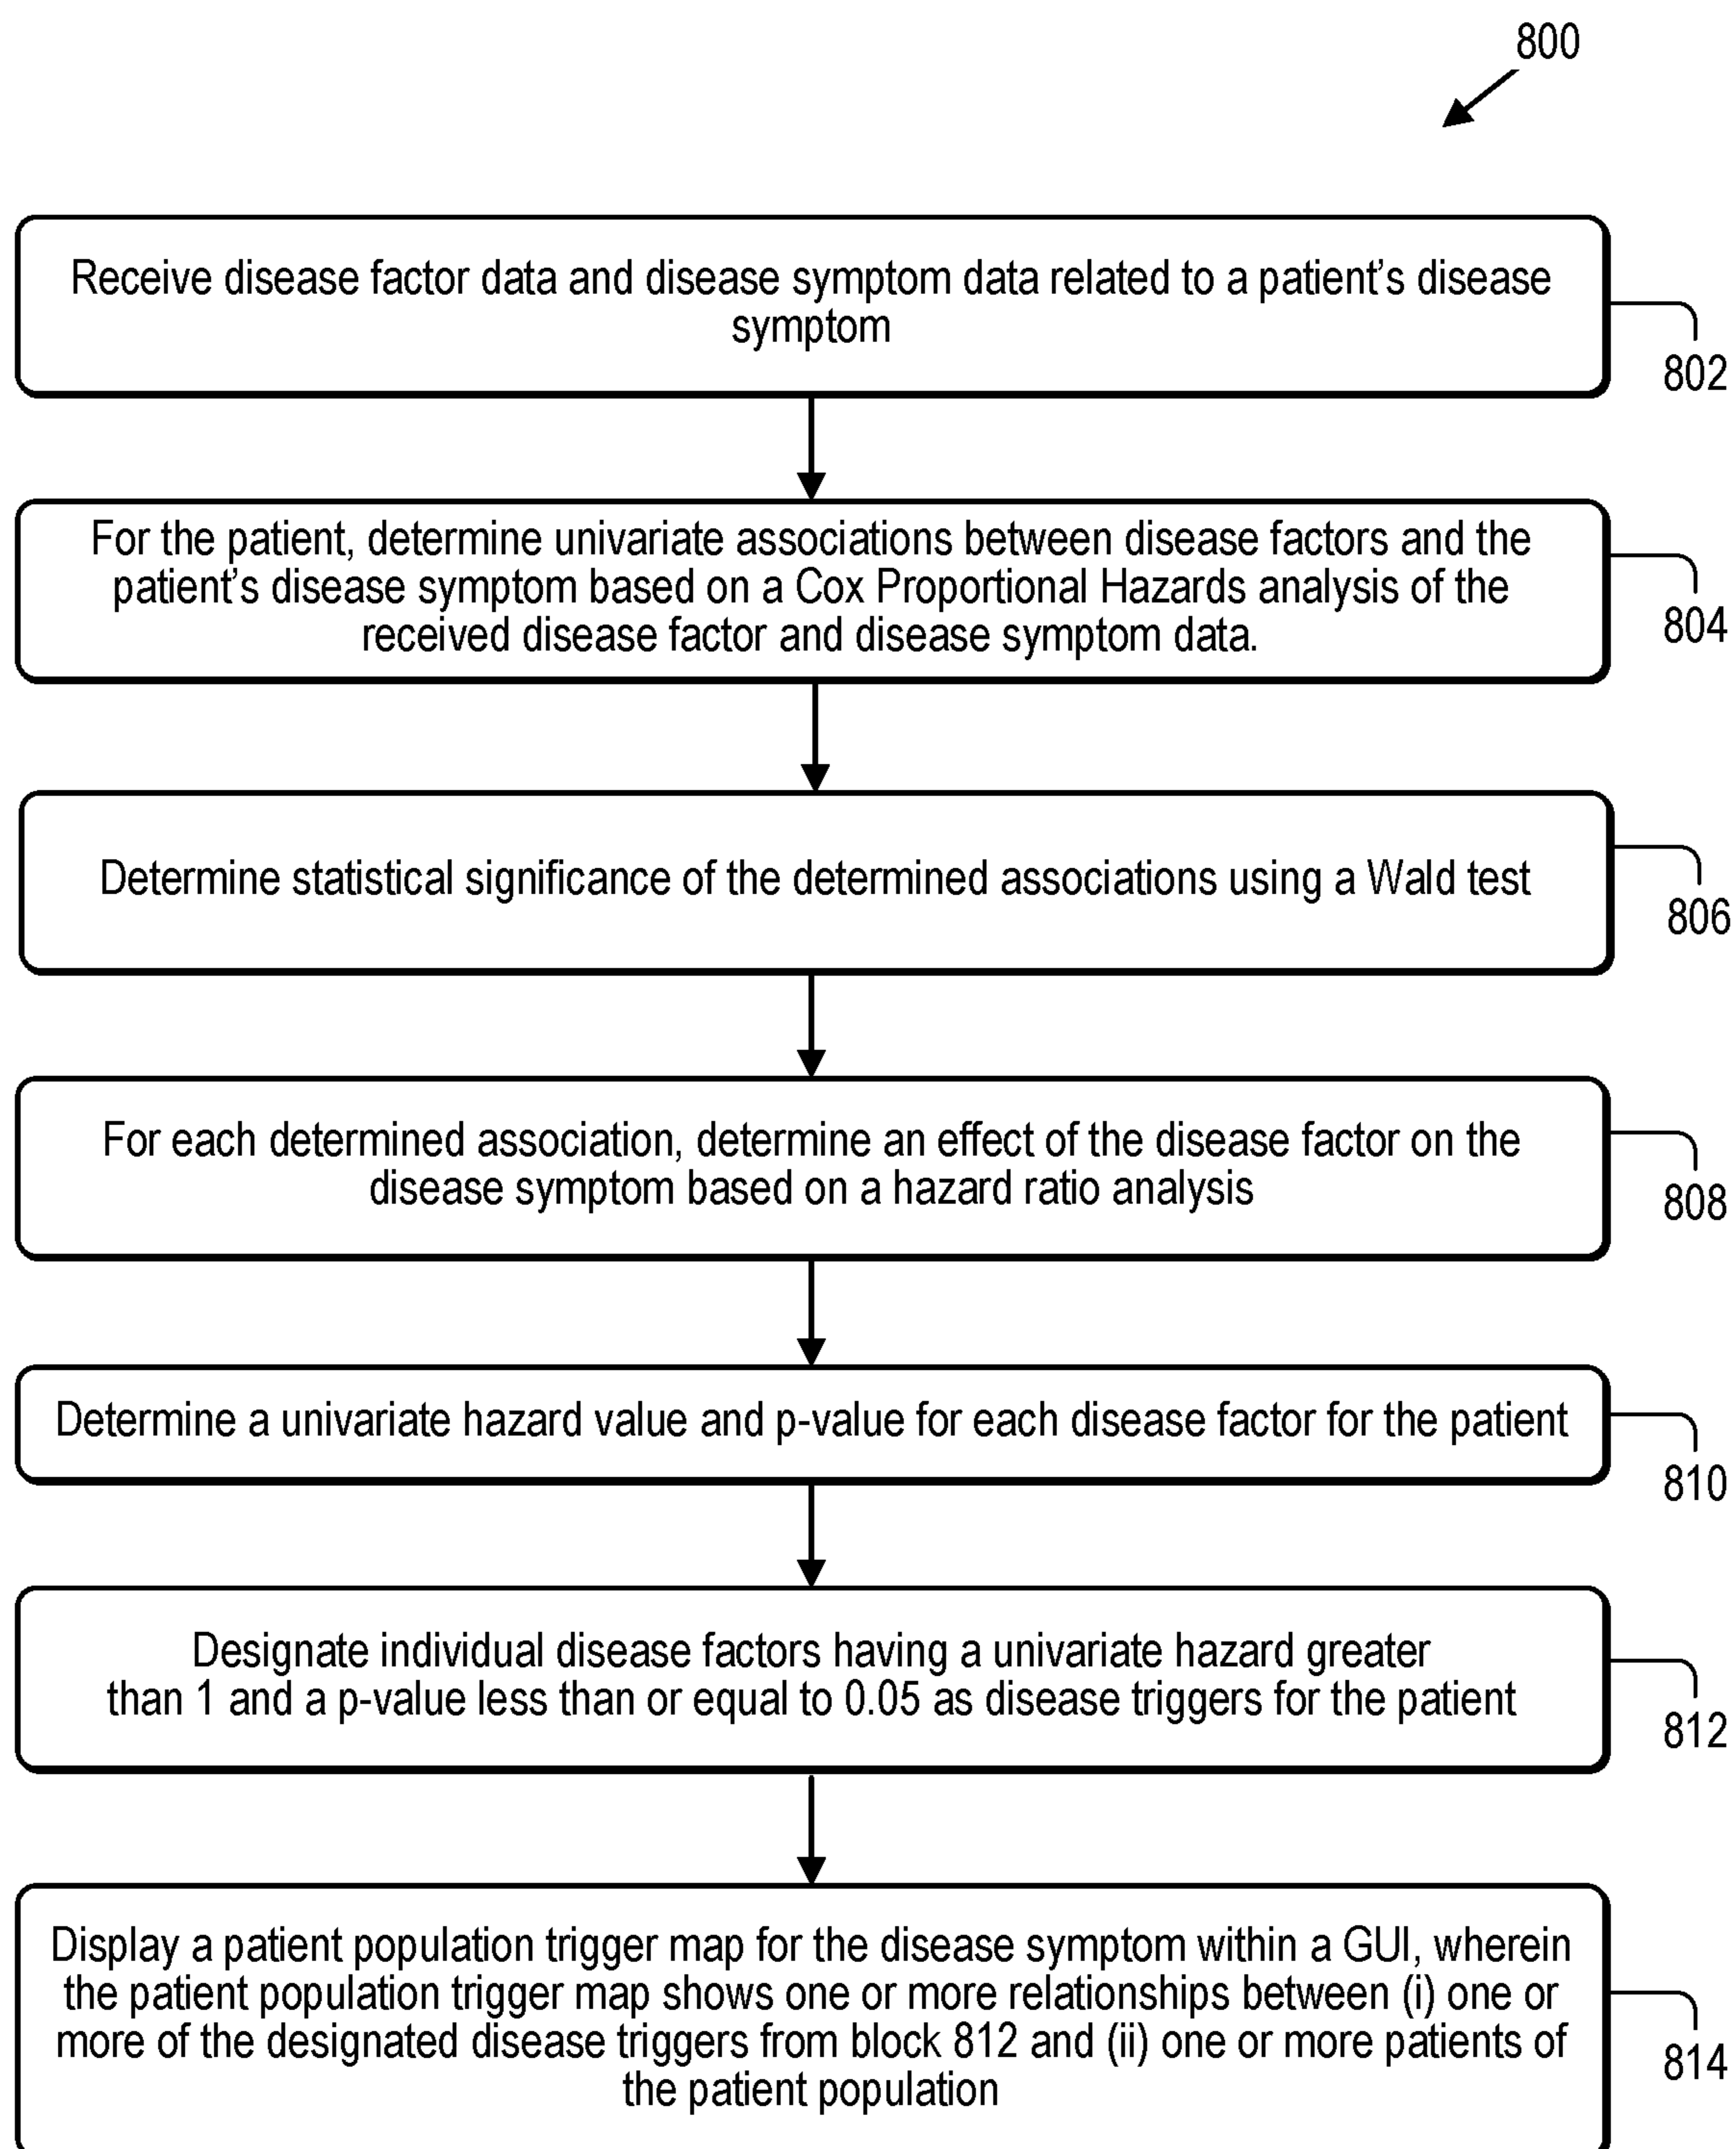 800
Receive disease factor data and disease symptom data related to a patient's disease
symptom
802
For the patient, determine univariate associations between disease factors and the
patient's disease symptom based on a Cox Proportional Hazards analysis of the
received disease factor and disease symptom data.
804
Determine statistical significance of the determined associations using a Wald test
806
For each determined association, determine an effect of the disease factor on the
disease symptom based on a hazard ratio analysis
808
Determine a univariate hazard value and p-value for each disease factor for the patient
810
Designate individual disease factors having a univariate hazard greater
than 1 and a p-value less than or equal to 0.05 as disease triggers for the patient
812
Display a patient population trigger map for the disease symptom within a GUI, wherein
the patient population trigger map shows one or more relationships between (i) one or
more of the designated disease triggers from block 812 and (ii) one or more patients of
the patient population
814